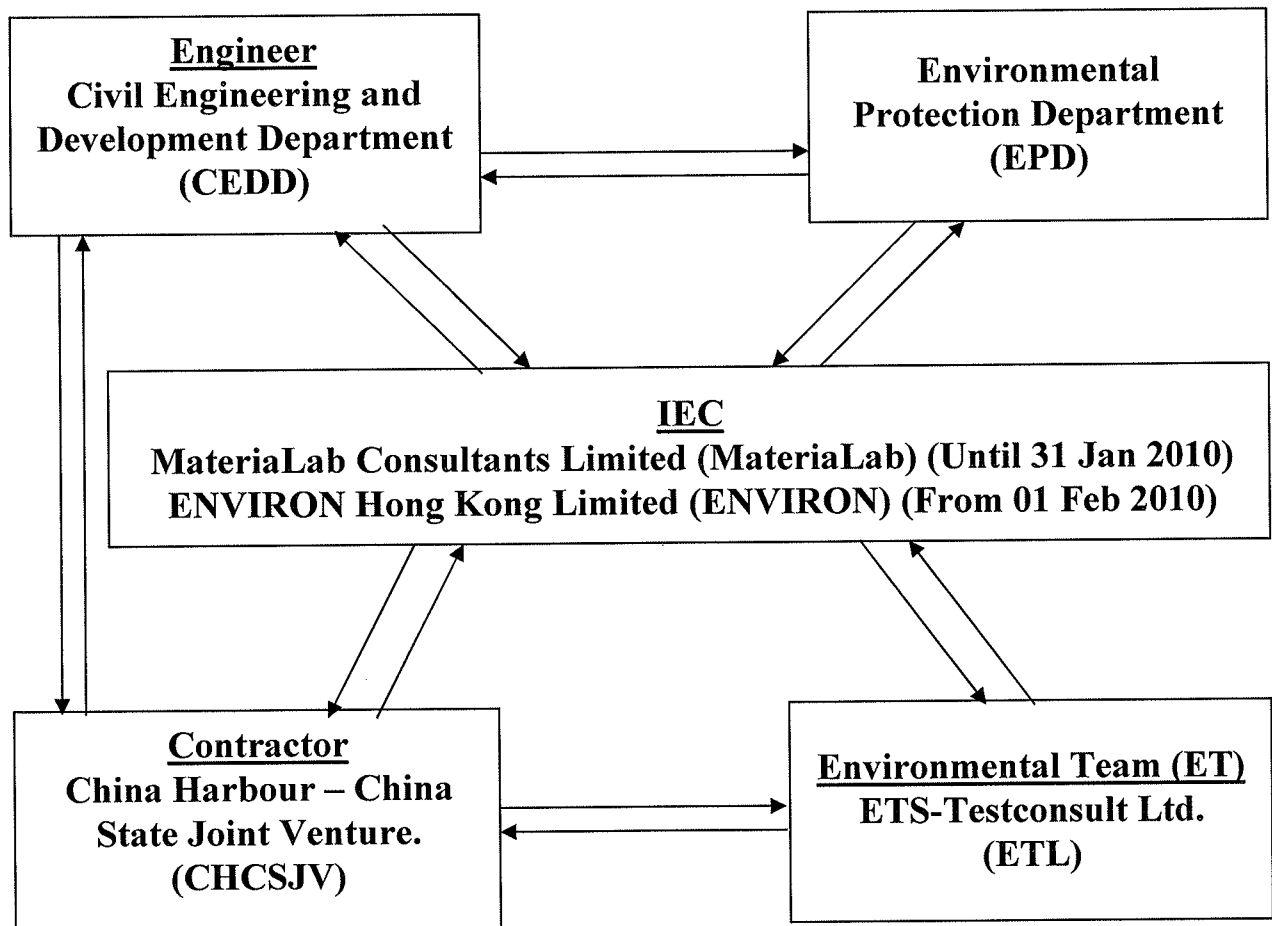 Engineer
Civil Engineering and
Development Department
(CEDD)
Environmental
Protection Department
(EPD)
IEC
MateriaLab Consultants Limited (MateriaLab) (Until 31 Jan 2010)
ENVIRON Hong Kong Limited (ENVIRON) (From 01 Feb 2010)
Contractor
China Harbour – China
State Joint Venture.
(CHCSJV)
Environmental Team (ET)
ETS-Testconsult Ltd.
(ETL)